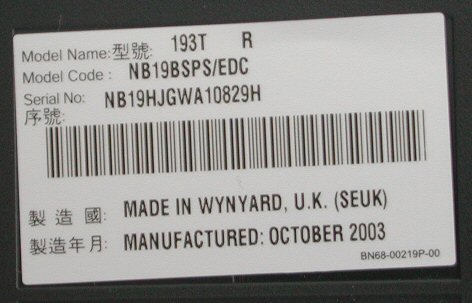 Model Name:型號: 193T R
Model Code : NB19BSPS/EDC
Serial No: NB19HJGWA10829H
序號:
製造國: MADE IN WYNYARD, U.K. (SEUK)
製造年月: MANUFACTURED: OCTOBER 2003
BN68-00219P-00